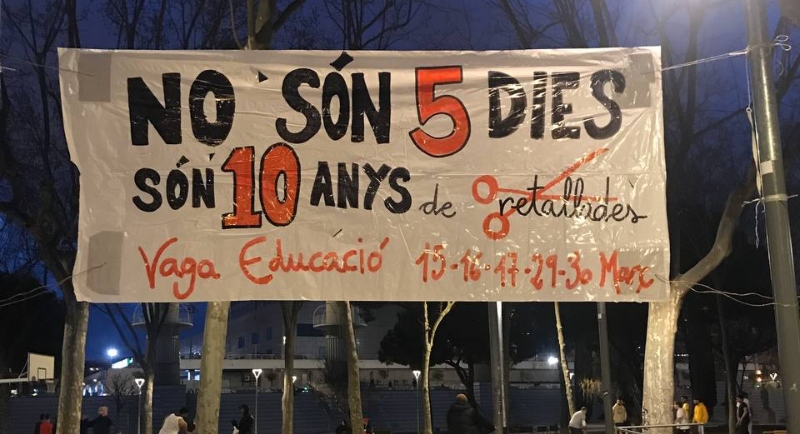 NO SÓN 5 DIES
SÓN 10 ANYS de retallades
Vaga Educació 15-16-17-29-30 Març